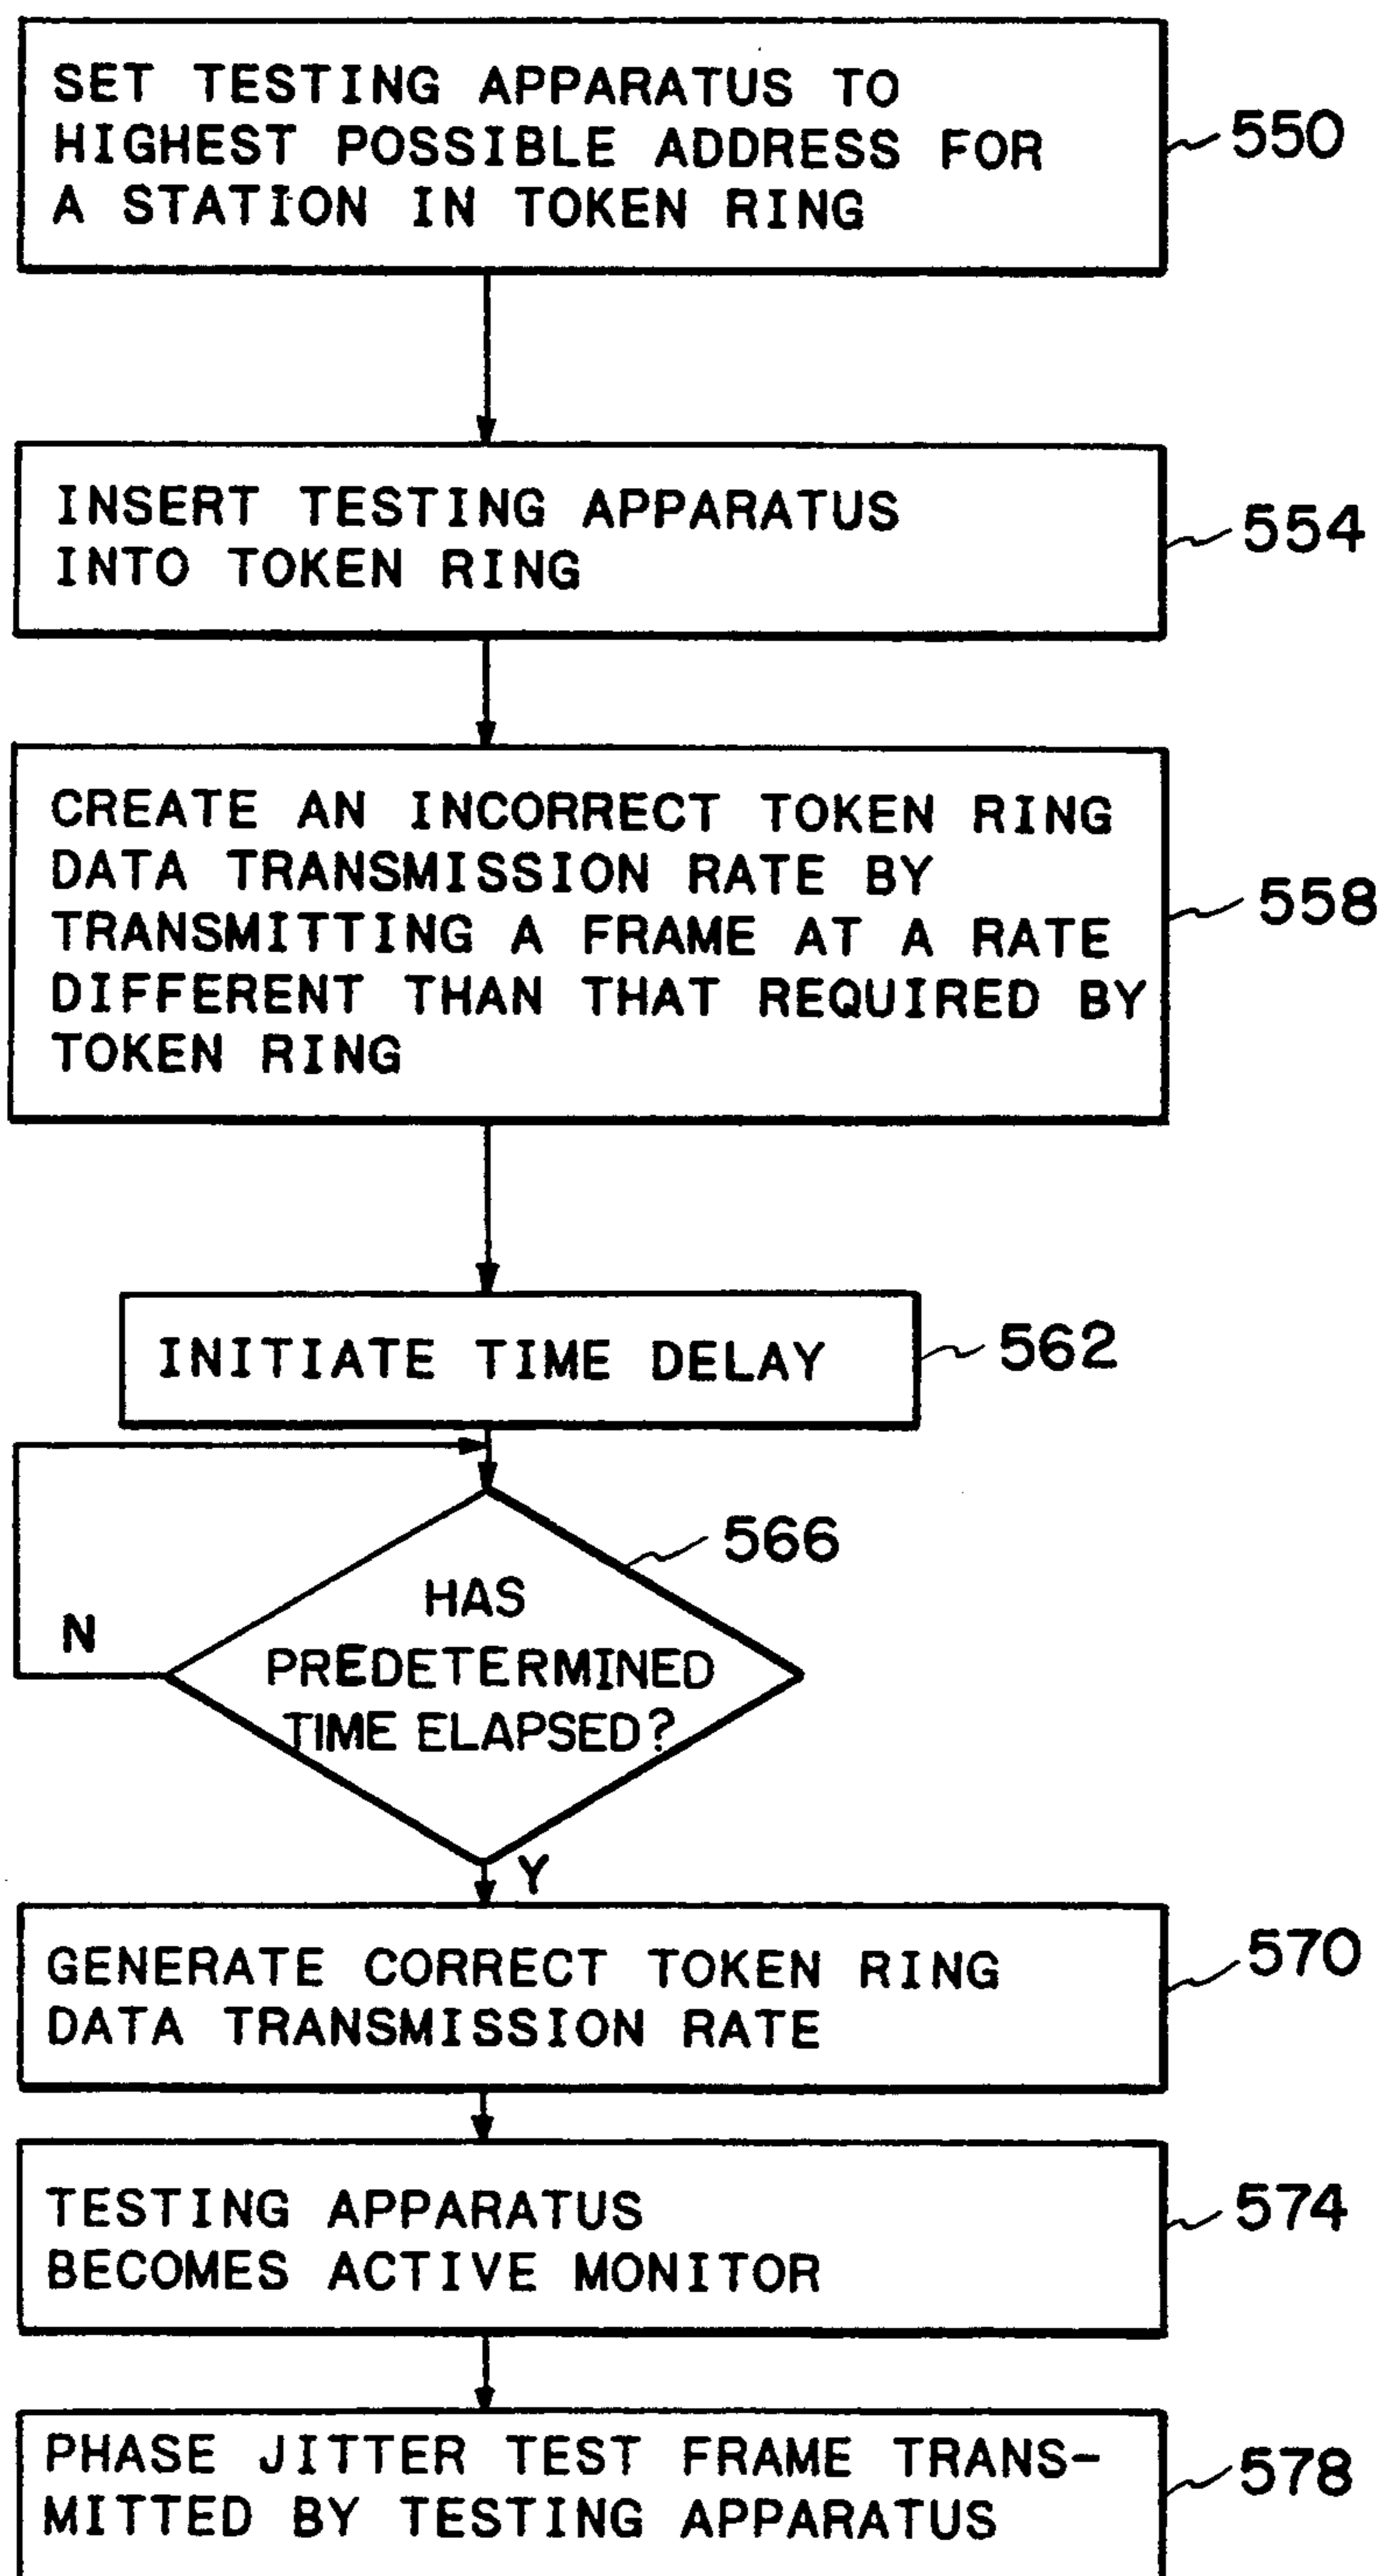 SET TESTING APPARATUS TO
HIGHEST POSSIBLE ADDRESS FOR
A STATION IN TOKEN RING
550
INSERT TESTING APPARATUS
INTO TOKEN RING
554
CREATE AN INCORRECT TOKEN RING
DATA TRANSMISSION RATE BY
TRANSMITTING A FRAME AT A RATE
DIFFERENT THAN THAT REQUIRED BY
TOKEN RING
558
INITIATE TIME DELAY
562
566
HAS
PREDETERMINED
TIME ELAPSED?
N
Y
GENERATE CORRECT TOKEN RING
DATA TRANSMISSION RATE
570
TESTING APPARATUS
BECOMES ACTIVE MONITOR
574
PHASE JITTER TEST FRAME TRANS-
MITTED BY TESTING APPARATUS
578